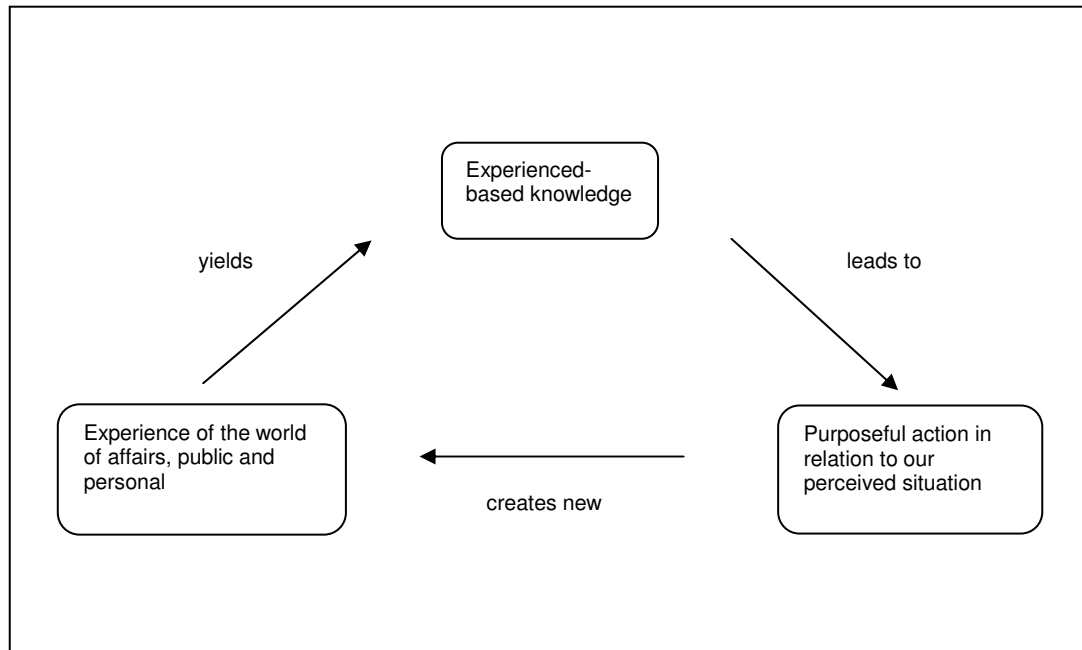 Experienced-
based knowledge
yields
leads to
Experience of the world
of affairs, public and
personal
Purposeful action in
relation to our
perceived situation
creates new